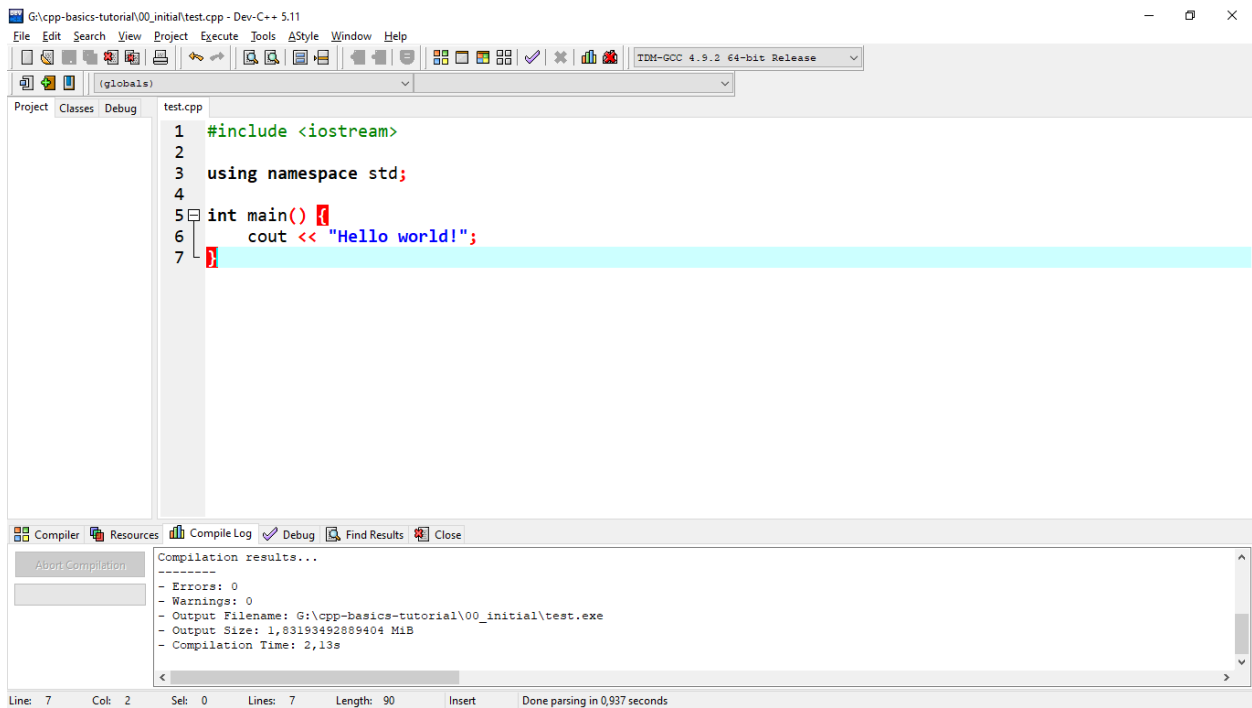 G:\cpp-basics-tutorial\00_initial\test.cpp - Dev-C++ 5.11
File Edit Search View Project Execute Tools AStyle Window Help
TDM-GCC 4.9.2 64-bit Release
(globals)
Project Classes Debug test.cpp
1 #include <iostream>
2
3 using namespace std;
4
5 int main() {
6 cout << "Hello world!";
7 }
Compiler Resources Compile Log Debug Find Results Close
Abort Compilation
Compilation results...
--------
- Errors: 0
- Warnings: 0
- Output Filename: G:\cpp-basics-tutorial\00_initial\test.exe
- Output Size: 1,83193492889404 MiB
- Compilation Time: 2,13s
Line: 7 Col: 2 Sel: 0 Lines: 7 Length: 90 Insert Done parsing in 0,937 seconds